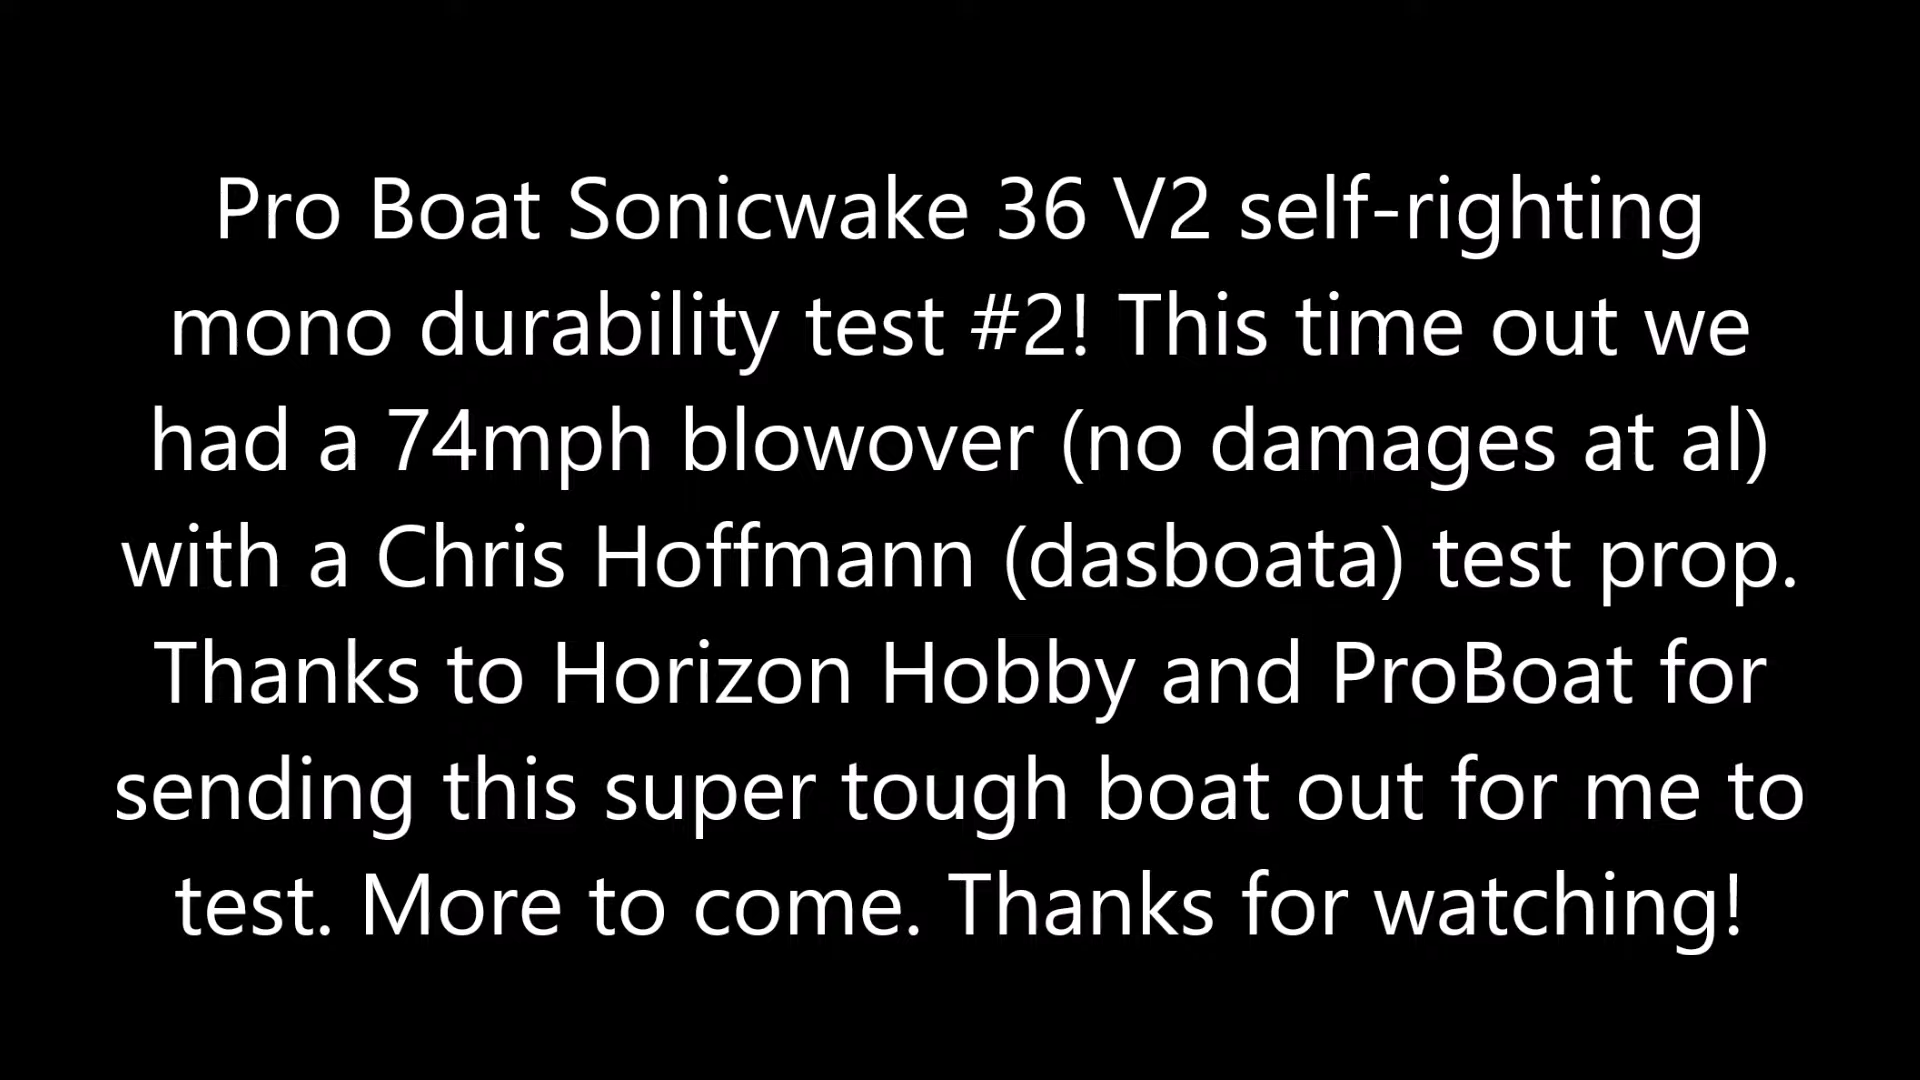 Pro Boat Sonicwake 36 V2 self-righting
mono durability test #2! This time out we
had a 74mph blowover (no damages at al)
with a Chris Hoffmann (dasboata) test prop.
Thanks to Horizon Hobby and ProBoat for
sending this super tough boat out for me to
test. More to come. Thanks for watching!